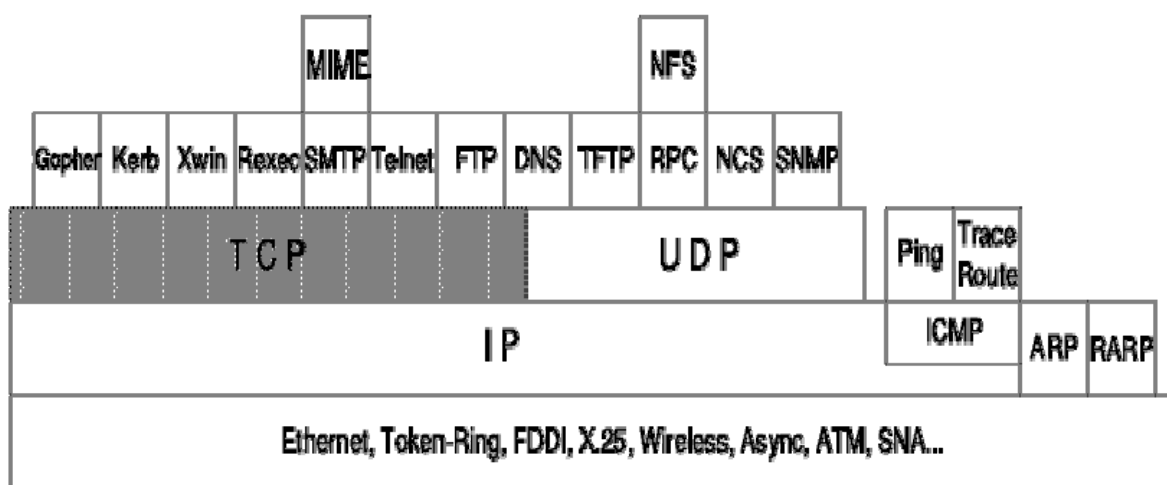 MIME NFS
Gopher Kerb Xwin Rexec SMTP Telnet FTP DNS TFTP RPC NCS SNMP
TCP UDP Ping Trace
Route
IP ICMP ARP RARP
Ethernet, Token-Ring, FDDI, X.25, Wireless, Async, ATM, SNA...